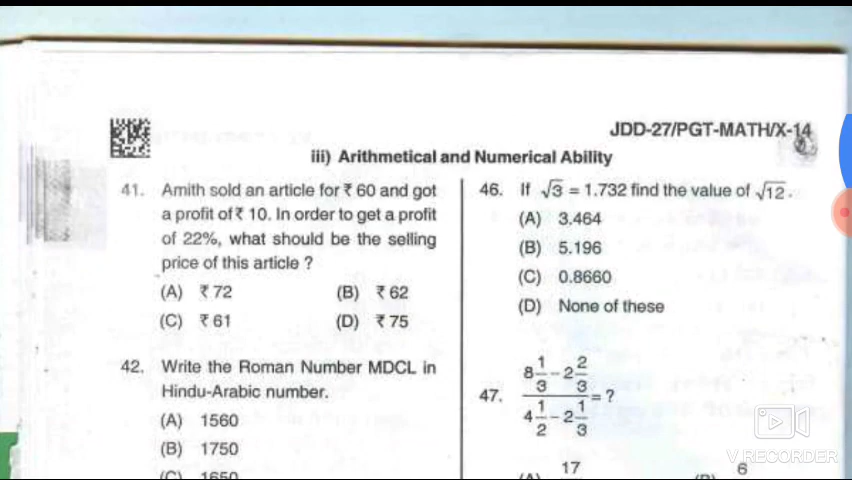 JDD-27/PGT-MATH/X-14
iii) Arithmetical and Numerical Ability
41. Amith sold an article for ₹ 60 and got
a profit of ₹ 10. In order to get a profit
of 22%, what should be the selling
price of this article ?
(A) ₹ 72 (B) ₹ 62
(C) ₹ 61 (D) ₹ 75
42. Write the Roman Number MDCL in
Hindu-Arabic number.
(A) 1560
(B) 1750
(C) 1650
46. If √3 = 1.732 find the value of √12.
(A) 3.464
(B) 5.196
(C) 0.8660
(D) None of these
8 1/3 − 2 2/3
47. ―――― = ?
4 1/2 − 2 1/3
(A) 17 (B) 6
V RECORDER